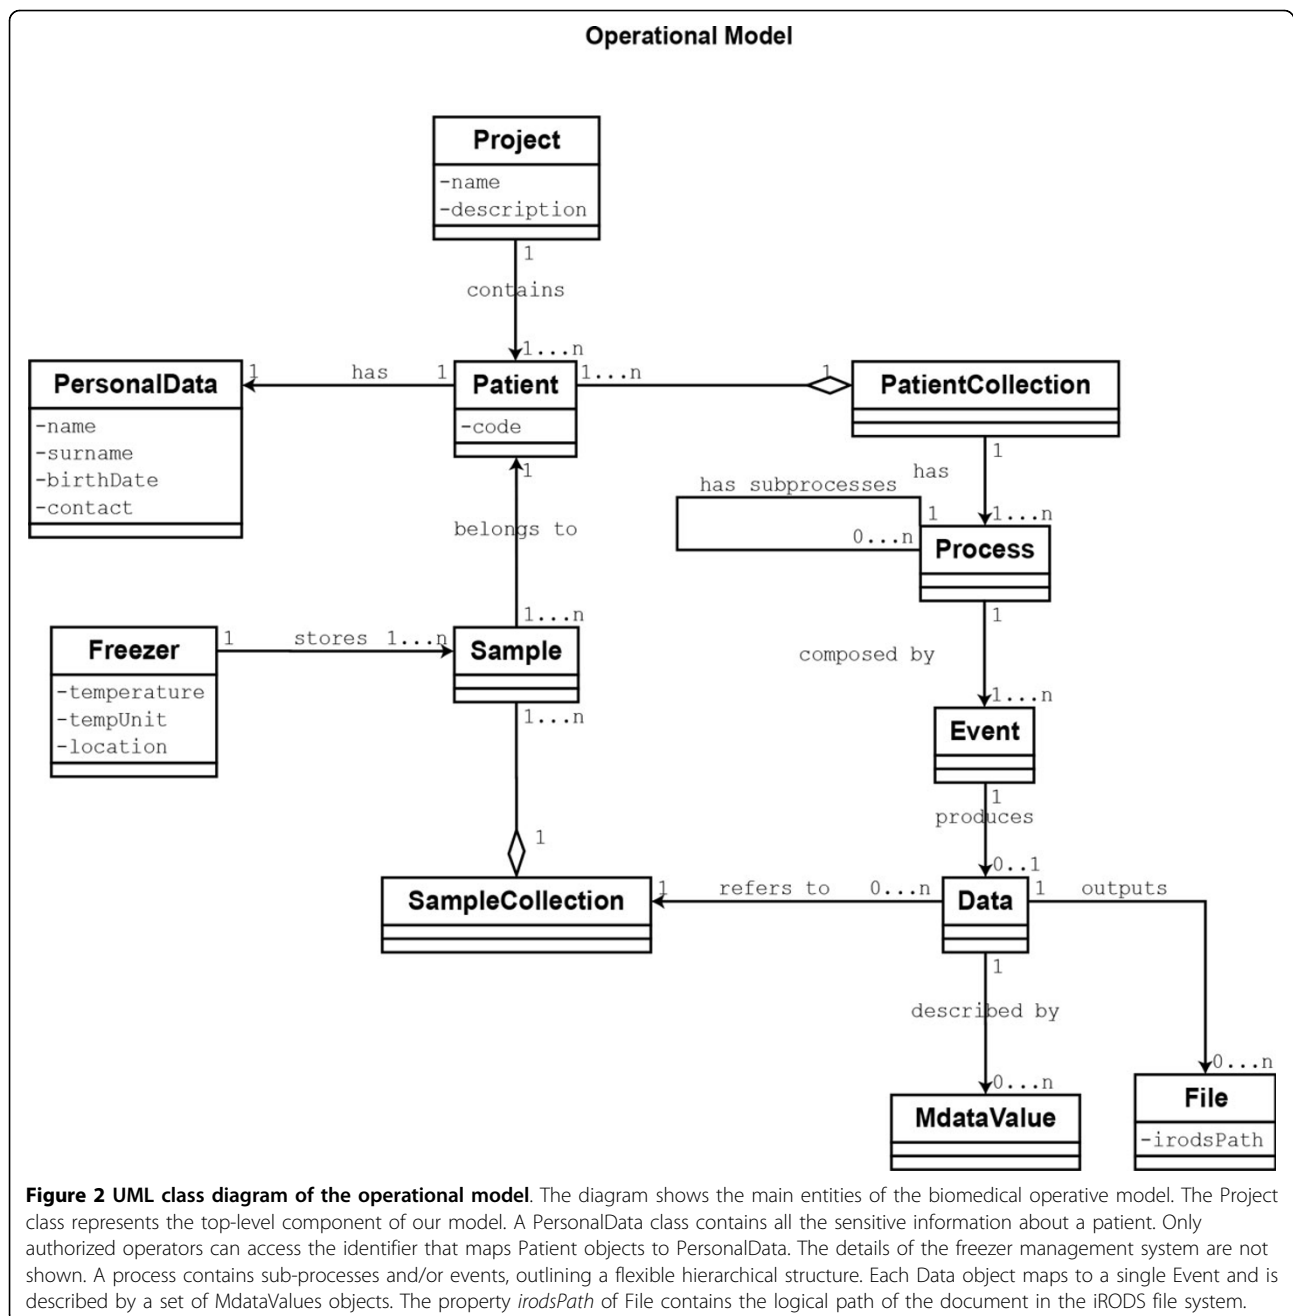 Operational Model
Project
-name
-description
1
contains
1...n
PersonalData
-name
-surname
-birthDate
-contact
1
has
1
Patient
-code
1...n
1
PatientCollection
1
has
1...n
has subprocesses
1
0...n
Process
1
belongs to
1...n
Freezer
-temperature
-tempUnit
-location
1
stores
1...n
Sample
1...n
1
composed by
1...n
Event
1
produces
0..1
1
SampleCollection
1
refers to
0...n
Data
1
outputs
1
described by
0...n
MdataValue
0...n
File
-irodsPath
Figure 2 UML class diagram of the operational model. The diagram shows the main entities of the biomedical operative model. The Project
class represents the top-level component of our model. A PersonalData class contains all the sensitive information about a patient. Only
authorized operators can access the identifier that maps Patient objects to PersonalData. The details of the freezer management system are not
shown. A process contains sub-processes and/or events, outlining a flexible hierarchical structure. Each Data object maps to a single Event and is
described by a set of MdataValues objects. The property irodsPath of File contains the logical path of the document in the iRODS file system.